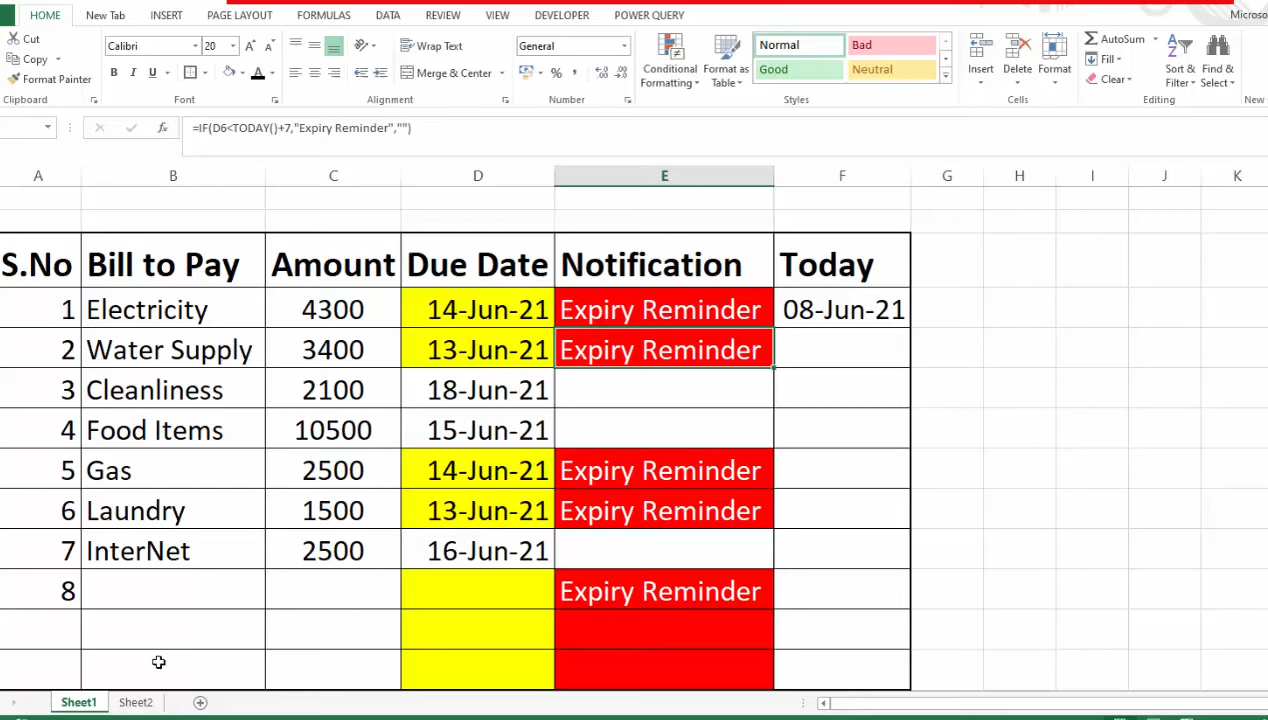 HOME New Tab INSERT PAGE LAYOUT FORMULAS DATA REVIEW VIEW DEVELOPER POWER QUERY Microso
Cut
Copy
Format Painter
Clipboard
Calibri 20 A A
B I U A
Font
Wrap Text
Merge & Center
Alignment
General
% ,
Number
Conditional Formatting
Format as Table
Normal Bad
Good Neutral
Styles
Insert Delete Format
Cells
AutoSum
Fill
Clear
Sort & Filter
Find & Select
Editing
New
fx =IF(D6<TODAY()+7,"Expiry Reminder","")
A B C D E F G H I J K
S.No Bill to Pay Amount Due Date Notification Today
1 Electricity 4300 14-Jun-21 Expiry Reminder 08-Jun-21
2 Water Supply 3400 13-Jun-21 Expiry Reminder
3 Cleanliness 2100 18-Jun-21
4 Food Items 10500 15-Jun-21
5 Gas 2500 14-Jun-21 Expiry Reminder
6 Laundry 1500 13-Jun-21 Expiry Reminder
7 InterNet 2500 16-Jun-21
8 Expiry Reminder
Sheet1 Sheet2